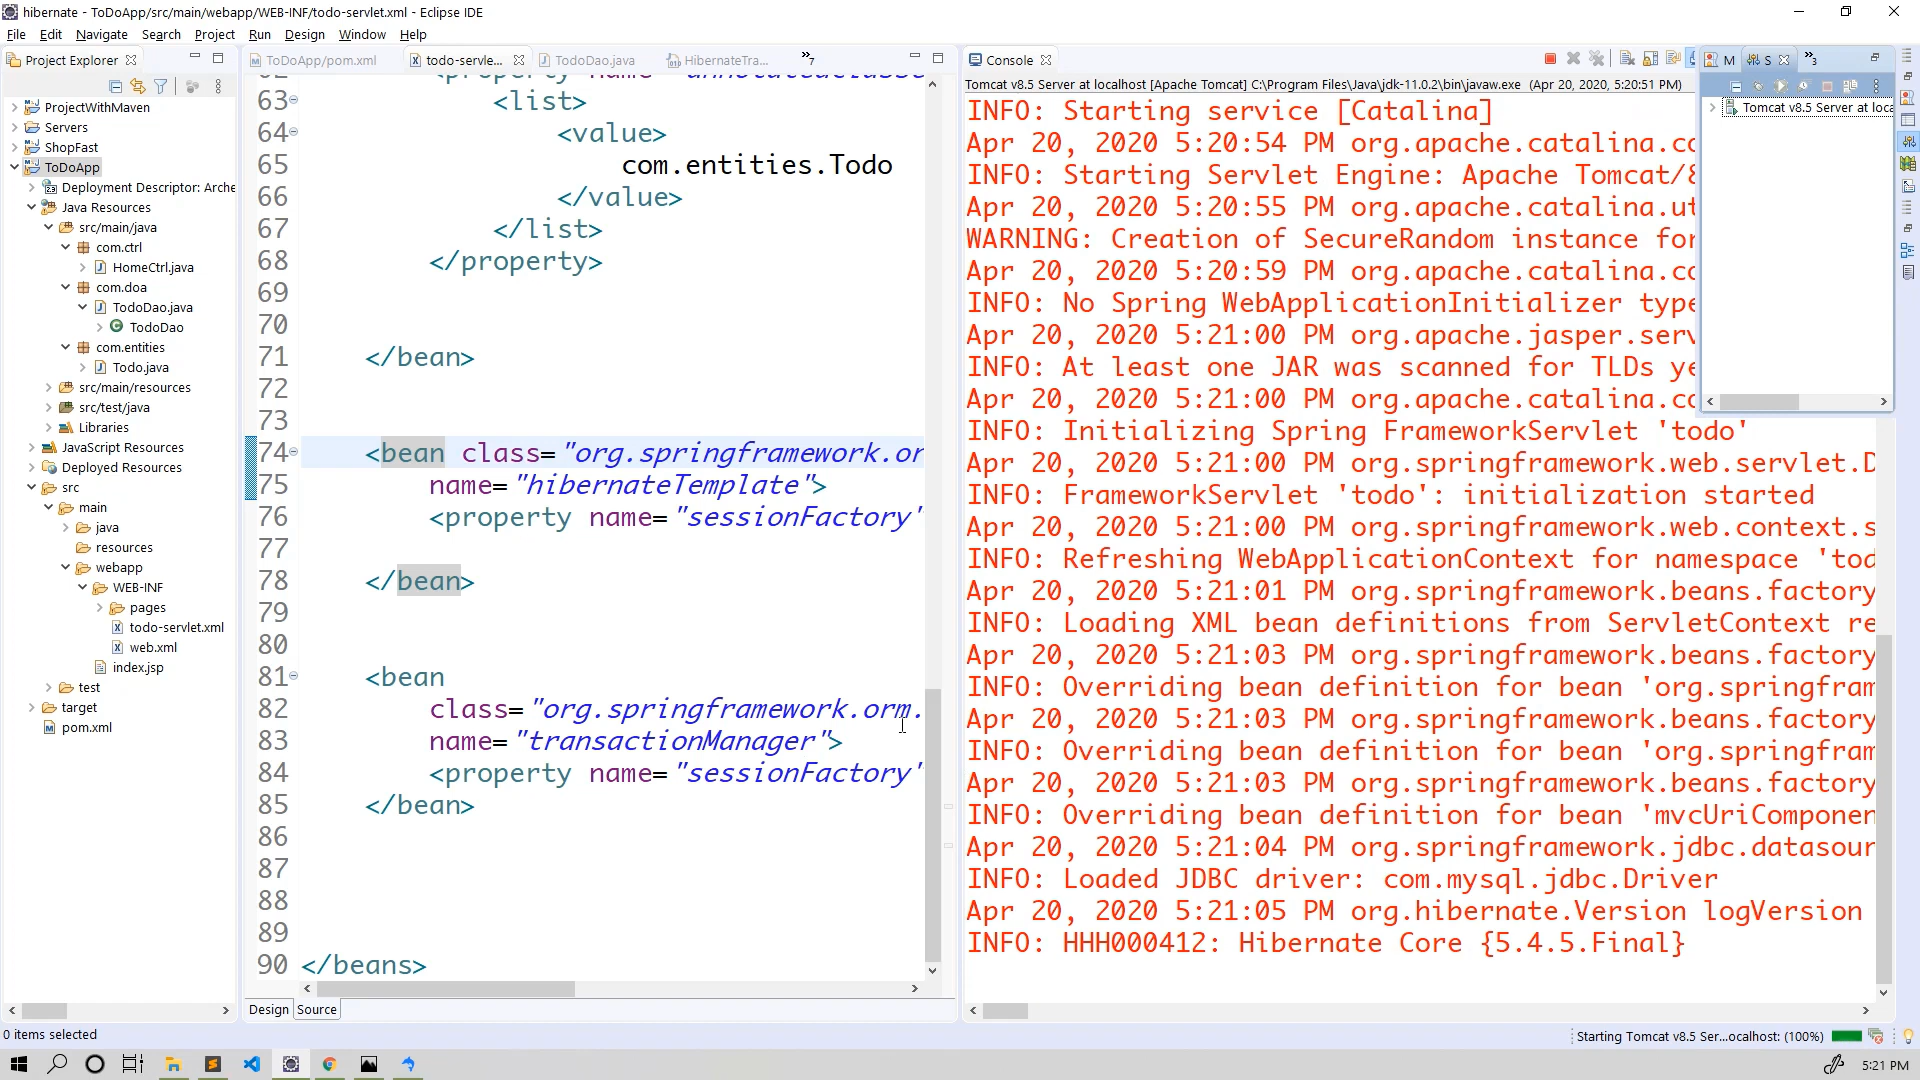 hibernate - ToDoApp/src/main/webapp/WEB-INF/todo-servlet.xml - Eclipse IDE
File Edit Navigate Search Project Run Design Window Help
Project Explorer
ProjectWithMaven
Servers
ShopFast
ToDoApp
Deployment Descriptor: Arche
Java Resources
src/main/java
com.ctrl
HomeCtrl.java
com.doa
TodoDao.java
TodoDao
com.entities
Todo.java
src/main/resources
src/test/java
Libraries
JavaScript Resources
Deployed Resources
src
main
java
resources
webapp
WEB-INF
pages
todo-servlet.xml
web.xml
index.jsp
test
target
pom.xml
ToDoApp/pom.xml todo-servle... TodoDao.java HibernateTra... »7
63 <list>
64 <value>
65 com.entities.Todo
66 </value>
67 </list>
68 </property>
69
70
71 </bean>
72
73
74 <bean class="org.springframework.or
75 name="hibernateTemplate">
76 <property name="sessionFactory"
77
78 </bean>
79
80
81 <bean
82 class="org.springframework.orm.
83 name="transactionManager">
84 <property name="sessionFactory"
85 </bean>
86
87
88
89
90 </beans>
Design Source
Console
Tomcat v8.5 Server at localhost [Apache Tomcat] C:\Program Files\Java\jdk-11.0.2\bin\javaw.exe (Apr 20, 2020, 5:20:51 PM)
INFO: Starting service [Catalina]
Apr 20, 2020 5:20:54 PM org.apache.catalina.co
INFO: Starting Servlet Engine: Apache Tomcat/8
Apr 20, 2020 5:20:55 PM org.apache.catalina.ut
WARNING: Creation of SecureRandom instance for
Apr 20, 2020 5:20:59 PM org.apache.catalina.co
INFO: No Spring WebApplicationInitializer type
Apr 20, 2020 5:21:00 PM org.apache.jasper.serv
INFO: At least one JAR was scanned for TLDs ye
Apr 20, 2020 5:21:00 PM org.apache.catalina.co
INFO: Initializing Spring FrameworkServlet 'todo'
Apr 20, 2020 5:21:00 PM org.springframework.web.servlet.D
INFO: FrameworkServlet 'todo': initialization started
Apr 20, 2020 5:21:00 PM org.springframework.web.context.s
INFO: Refreshing WebApplicationContext for namespace 'tod
Apr 20, 2020 5:21:01 PM org.springframework.beans.factory
INFO: Loading XML bean definitions from ServletContext re
Apr 20, 2020 5:21:03 PM org.springframework.beans.factory
INFO: Overriding bean definition for bean 'org.springfram
Apr 20, 2020 5:21:03 PM org.springframework.beans.factory
INFO: Overriding bean definition for bean 'org.springfram
Apr 20, 2020 5:21:03 PM org.springframework.beans.factory
INFO: Overriding bean definition for bean 'mvcUriComponen
Apr 20, 2020 5:21:04 PM org.springframework.jdbc.datasour
INFO: Loaded JDBC driver: com.mysql.jdbc.Driver
Apr 20, 2020 5:21:05 PM org.hibernate.Version logVersion
INFO: HHH000412: Hibernate Core {5.4.5.Final}
M S »3
Tomcat v8.5 Server at loca
0 items selected
Starting Tomcat v8.5 Ser...ocalhost: (100%)
5:21 PM